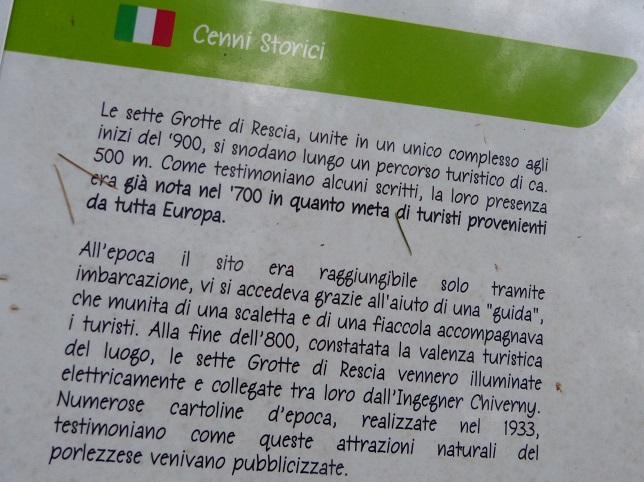 Cenni Storici
Le sette Grotte di Rescia, unite in un unico complesso agli
inizi del '900, si snodano lungo un percorso turistico di ca.
500 m. Come testimoniano alcuni scritti, la loro presenza
era già nota nel '700 in quanto meta di turisti provenienti
da tutta Europa.
All'epoca il sito era raggiungibile solo tramite
imbarcazione, vi si accedeva grazie all'aiuto di una "guida",
che munita di una scaletta e di una fiaccola accompagnava
i turisti. Alla fine dell'800, constatata la valenza turistica
del luogo, le sette Grotte di Rescia vennero illuminate
elettricamente e collegate tra loro dall'Ingegner Chiverny.
Numerose cartoline d'epoca, realizzate nel 1933,
testimoniano come queste attrazioni naturali del
porlezzese venivano pubblicizzate.